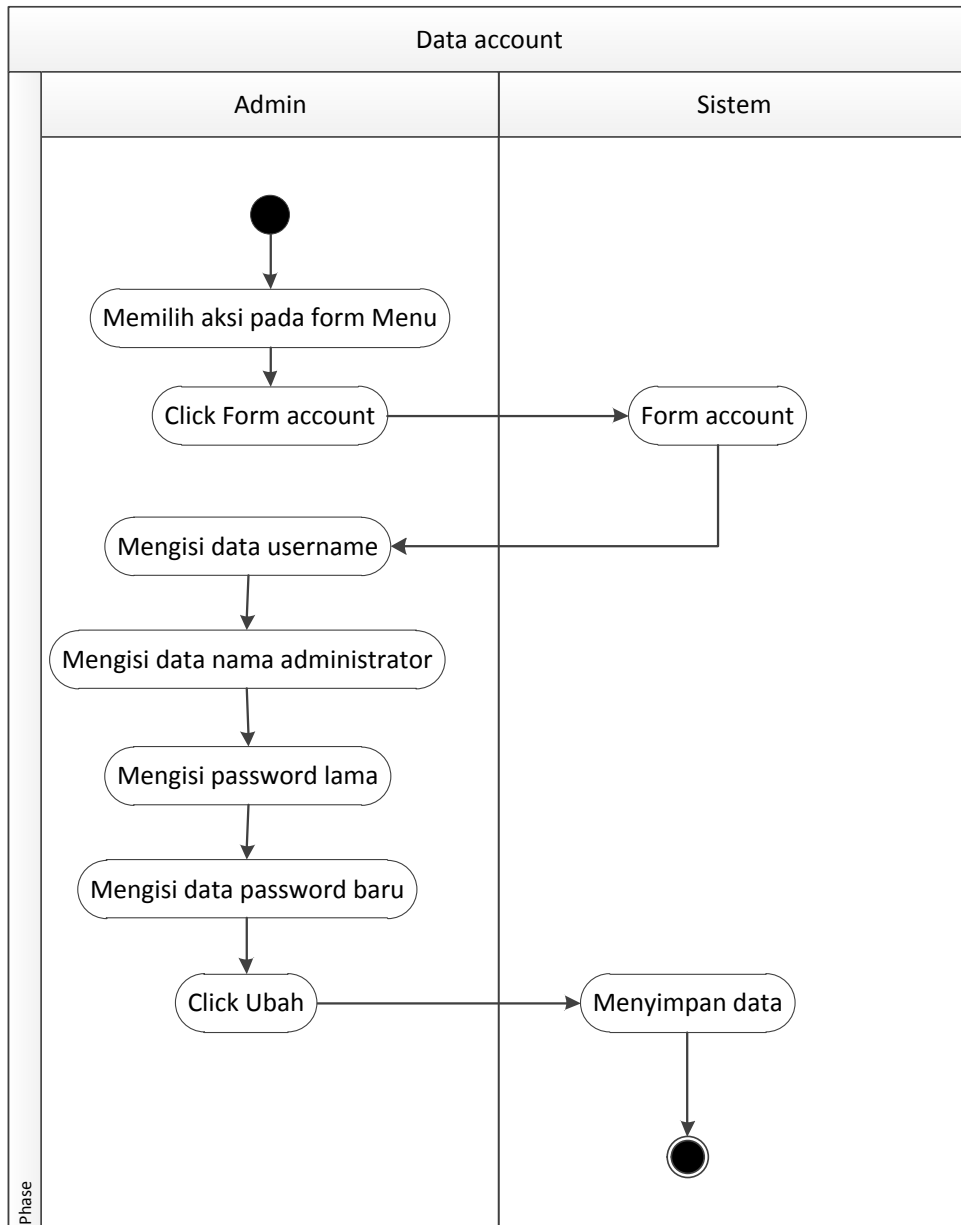 Data account
Admin
Sistem
Memilih aksi pada form Menu
Click Form account
Form account
Mengisi data username
Mengisi data nama administrator
Mengisi password lama
Mengisi data password baru
Click Ubah
Menyimpan data
Phase